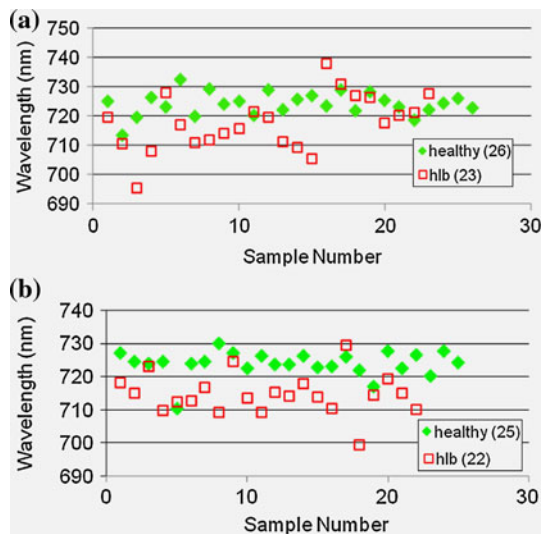 (a)
750
740
730
720
710
700
690
Wavelength (nm)
healthy (26)
hlb (23)
0
10
20
30
Sample Number
(b)
740
730
720
710
700
690
Wavelength (nm)
healthy (25)
hlb (22)
0
10
20
30
Sample Number